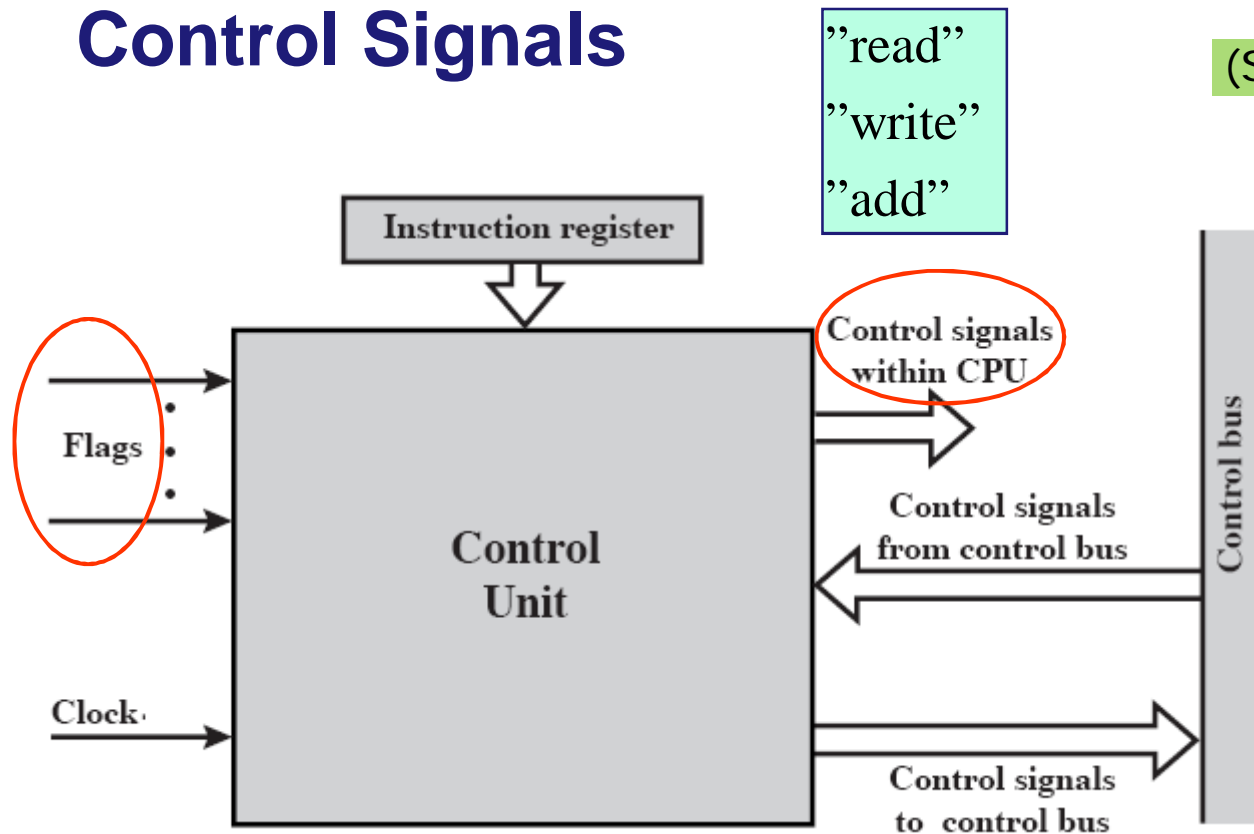 Control Signals
”read”
”write”
”add”
(S
Instruction register
Control signals
within CPU
Flags
Control signals
from control bus
Control bus
Control
Unit
Clock
Control signals
to control bus